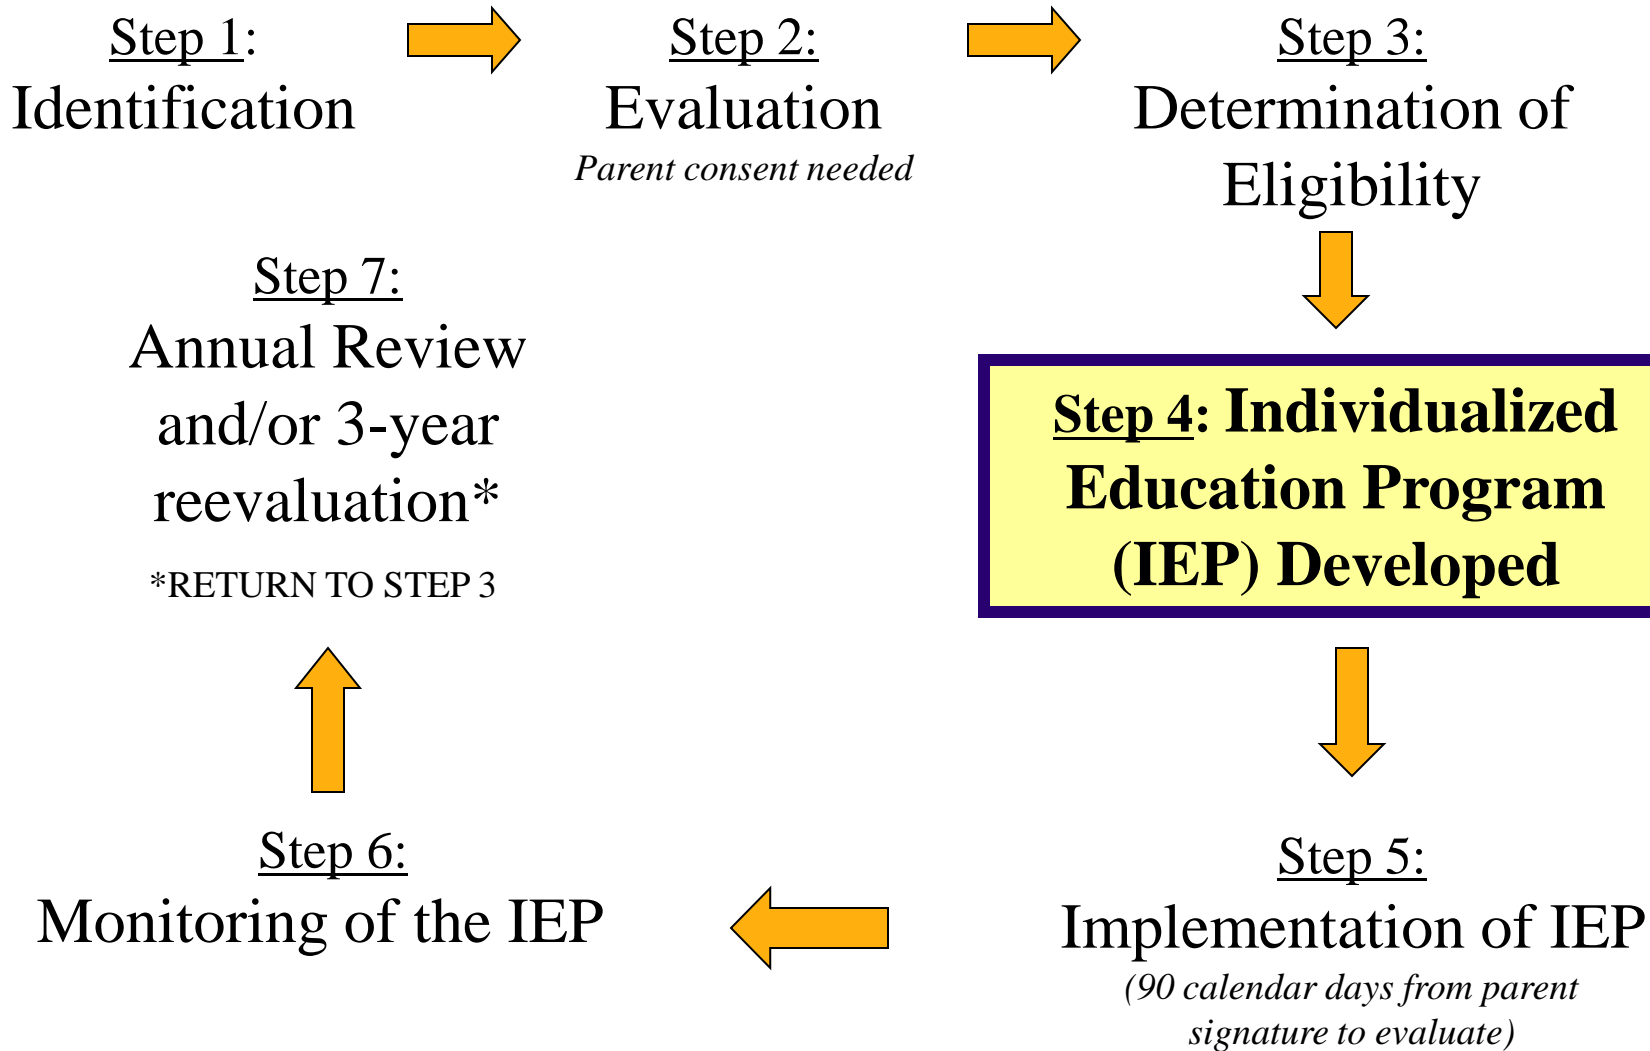 Step 1:
Identification
Step 2:
Evaluation
Parent consent needed
Step 3:
Determination of
Eligibility
Step 4: Individualized
Education Program
(IEP) Developed
Step 5:
Implementation of IEP
(90 calendar days from parent
signature to evaluate)
Step 6:
Monitoring of the IEP
Step 7:
Annual Review
and/or 3-year
reevaluation*
*RETURN TO STEP 3